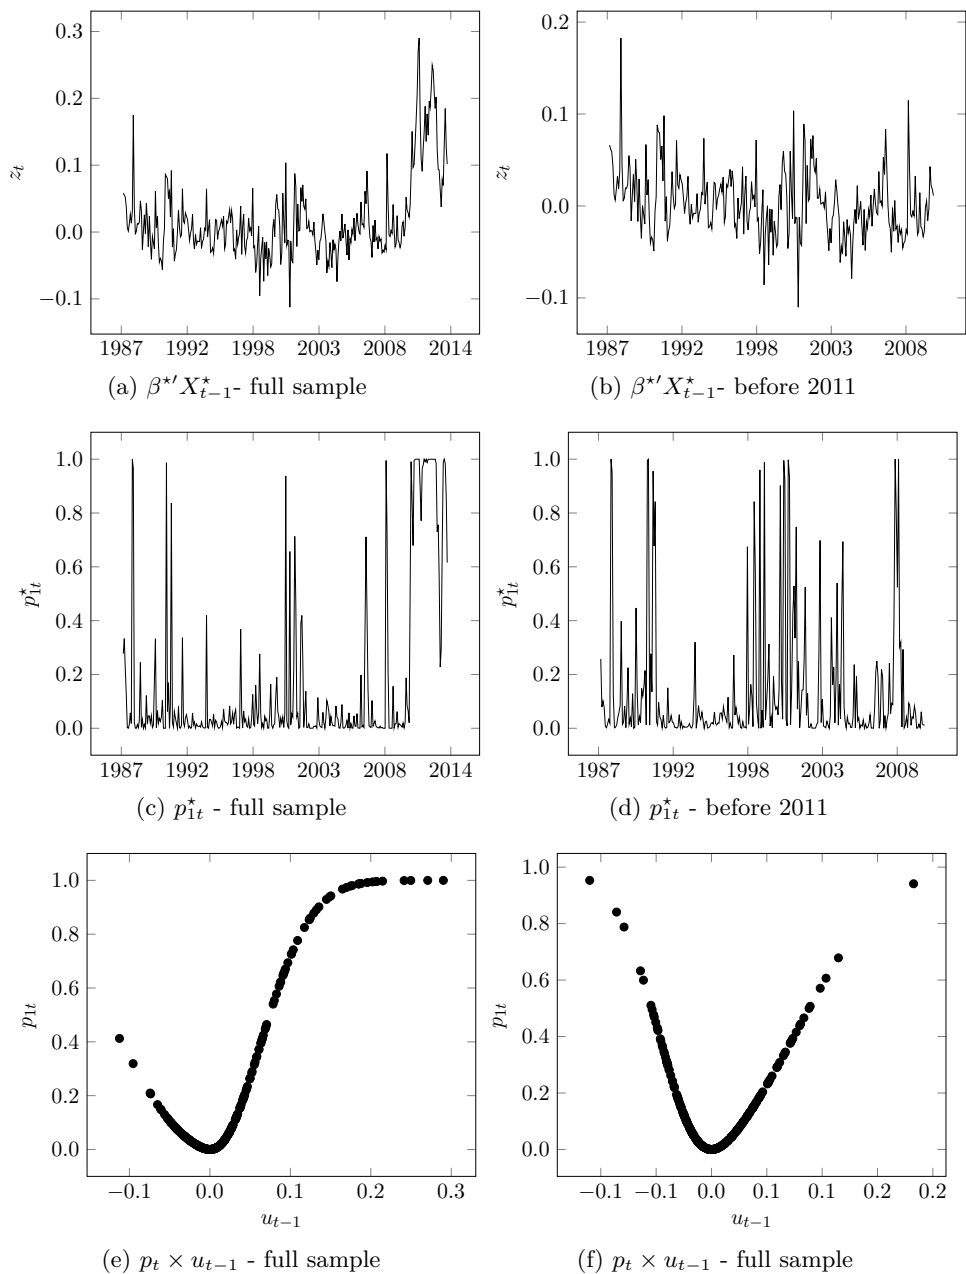 0.3
0.2
0.1
0.0
−0.1
z_t
1987 1992 1998 2003 2008 2014
(a) β^{⋆′}X^⋆_{t−1}- full sample
0.2
0.1
0.0
−0.1
z_t
1987 1992 1998 2003 2008
(b) β^{⋆′}X^⋆_{t−1}- before 2011
1.0
0.8
0.6
0.4
0.2
0.0
p^⋆_{1t}
1987 1992 1998 2003 2008 2014
(c) p^⋆_{1t} - full sample
1.0
0.8
0.6
0.4
0.2
0.0
p^⋆_{1t}
1987 1992 1998 2003 2008
(d) p^⋆_{1t} - before 2011
1.0
0.8
0.6
0.4
0.2
0.0
p_{1t}
−0.1 0.0 0.1 0.2 0.3
u_{t−1}
(e) p_t × u_{t−1} - full sample
1.0
0.8
0.6
0.4
0.2
0.0
p_{1t}
−0.1 −0.1 0.0 0.1 0.1 0.2 0.2
u_{t−1}
(f) p_t × u_{t−1} - full sample